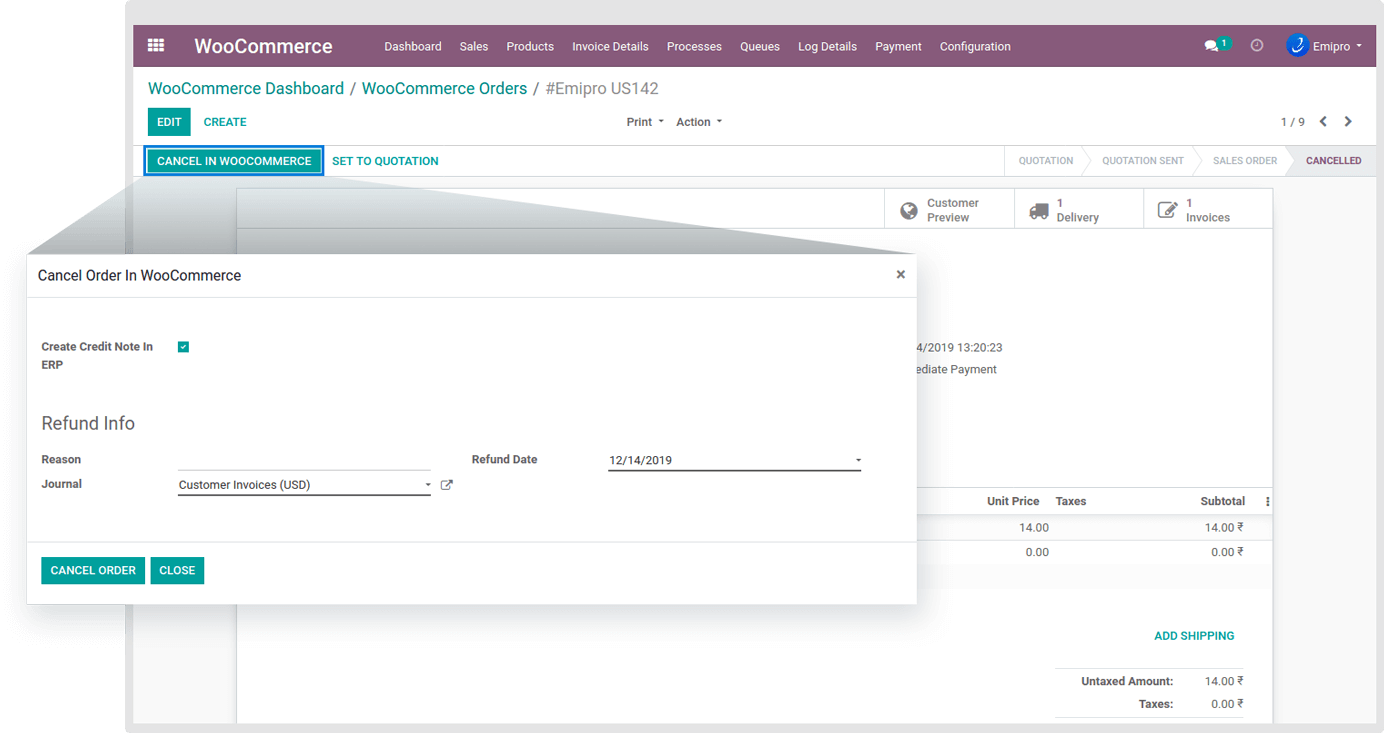 WooCommerce Dashboard Sales Products Invoice Details Processes Queues Log Details Payment Configuration 1 Emipro
WooCommerce Dashboard / WooCommerce Orders / #Emipro US142
EDIT CREATE Print Action 1 / 9
CANCEL IN WOOCOMMERCE SET TO QUOTATION QUOTATION QUOTATION SENT SALES ORDER CANCELLED
Customer
Preview
1
Delivery
1
Invoices
Cancel Order In WooCommerce ×
Create Credit Note In
ERP
4/2019 13:20:23
ediate Payment
Refund Info
Reason Refund Date 12/14/2019
Journal Customer Invoices (USD)
Unit Price Taxes Subtotal
14.00 14.00 ₹
0.00 0.00 ₹
CANCEL ORDER CLOSE
ADD SHIPPING
Untaxed Amount: 14.00 ₹
Taxes: 0.00 ₹